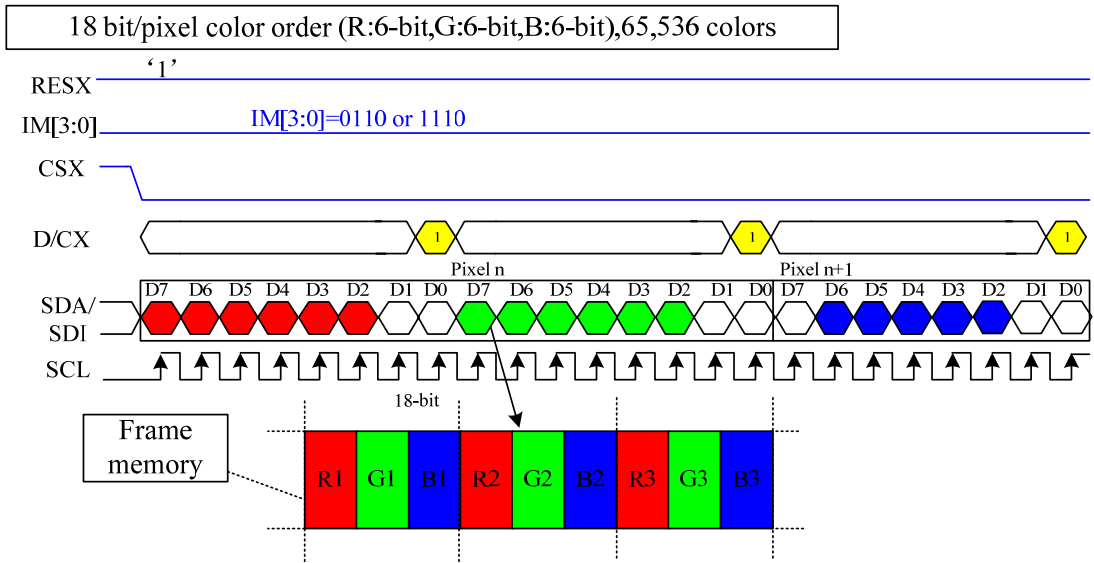 18 bit/pixel color order (R:6-bit,G:6-bit,B:6-bit),65,536 colors
‘1’
RESX
IM[3:0]
IM[3:0]=0110 or 1110
CSX
D/CX
1
1
1
Pixel n
Pixel n+1
D7 D6 D5 D4 D3 D2 D1 D0 D7 D6 D5 D4 D3 D2 D1 D0 D7 D6 D5 D4 D3 D2 D1 D0
SDA/
SDI
SCL
18-bit
Frame
memory
R1 G1 B1 R2 G2 B2 R3 G3 B3